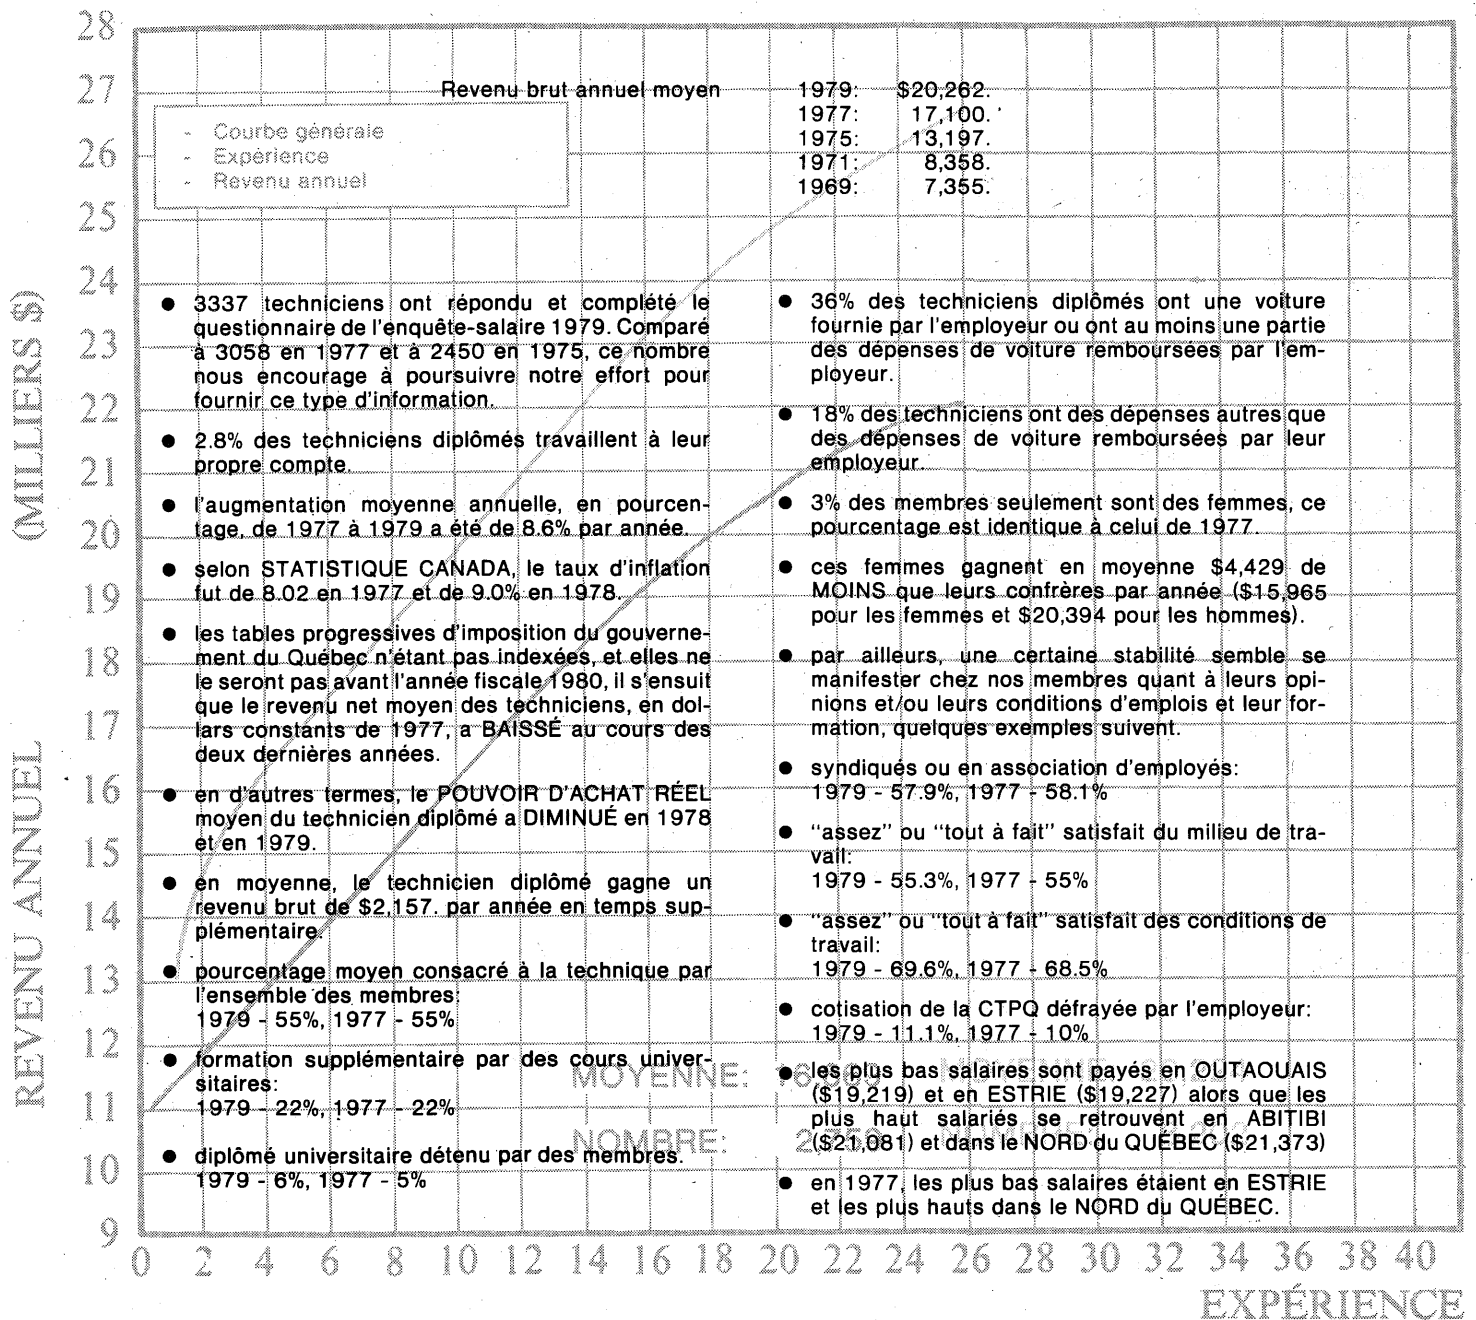 Revenu brut annuel moyen 1979: $20,262.
1977: 17,100.
1975: 13,197.
1971: 8,358.
1969: 7,355.
- Courbe générale
- Expérience
- Revenu annuel
● 3337 techniciens ont répondu et complété le
questionnaire de l'enquête-salaire 1979. Comparé
à 3058 en 1977 et à 2450 en 1975, ce nombre
nous encourage à poursuivre notre effort pour
fournir ce type d'information.
● 2.8% des techniciens diplômés travaillent à leur
propre compte.
● l'augmentation moyenne annuelle, en pourcen-
tage, de 1977 à 1979 a été de 8.6% par année.
● selon STATISTIQUE CANADA, le taux d'inflation
fut de 8.02 en 1977 et de 9.0% en 1978.
● les tables progressives d'imposition du gouverne-
ment du Québec n'étant pas indexées, et elles ne
le seront pas avant l'année fiscale 1980, il s'ensuit
que le revenu net moyen des techniciens, en dol-
lars constants de 1977, a BAISSÉ au cours des
deux dernières années.
● en d'autres termes, le POUVOIR D'ACHAT RÉEL
moyen du technicien diplômé a DIMINUÉ en 1978
et en 1979.
● en moyenne, le technicien diplômé gagne un
revenu brut de $2,157. par année en temps sup-
plémentaire.
● pourcentage moyen consacré à la technique par
l'ensemble des membres:
1979 - 55%, 1977 - 55%
● formation supplémentaire par des cours univer-
sitaires:
1979 - 22%, 1977 - 22%
● diplômé universitaire détenu par des membres.
1979 - 6%, 1977 - 5%
● 36% des techniciens diplômés ont une voiture
fournie par l'employeur ou ont au moins une partie
des dépenses de voiture remboursées par l'em-
ployeur.
● 18% des techniciens ont des dépenses autres que
des dépenses de voiture remboursées par leur
employeur.
● 3% des membres seulement sont des femmes, ce
pourcentage est identique à celui de 1977.
● ces femmes gagnent en moyenne $4,429 de
MOINS que leurs confrères par année ($15,965
pour les femmes et $20,394 pour les hommes).
● par ailleurs, une certaine stabilité semble se
manifester chez nos membres quant à leurs opi-
nions et/ou leurs conditions d'emplois et leur for-
mation, quelques exemples suivent.
● syndiqués ou en association d'employés:
1979 - 57.9%, 1977 - 58.1%
● "assez" ou "tout à fait" satisfait du milieu de tra-
vail:
1979 - 55.3%, 1977 - 55%
● "assez" ou "tout à fait" satisfait des conditions de
travail:
1979 - 69.6%, 1977 - 68.5%
● cotisation de la CTPQ défrayée par l'employeur:
1979 - 11.1%, 1977 - 10%
● les plus bas salaires sont payés en OUTAOUAIS
($19,219) et en ESTRIE ($19,227) alors que les
plus haut salariés se retrouvent en ABITIBI
($21,081) et dans le NORD du QUÉBEC ($21,373)
● en 1977, les plus bas salaires étaient en ESTRIE
et les plus hauts dans le NORD du QUÉBEC.
MOYENNE:
NOMBRE:
REVENU ANNUEL (MILLIERS $)
28
27
26
25
24
23
22
21
20
19
18
17
16
15
14
13
12
11
10
9
0 2 4 6 8 10 12 14 16 18 20 22 24 26 28 30 32 34 36 38 40
EXPÉRIENCE